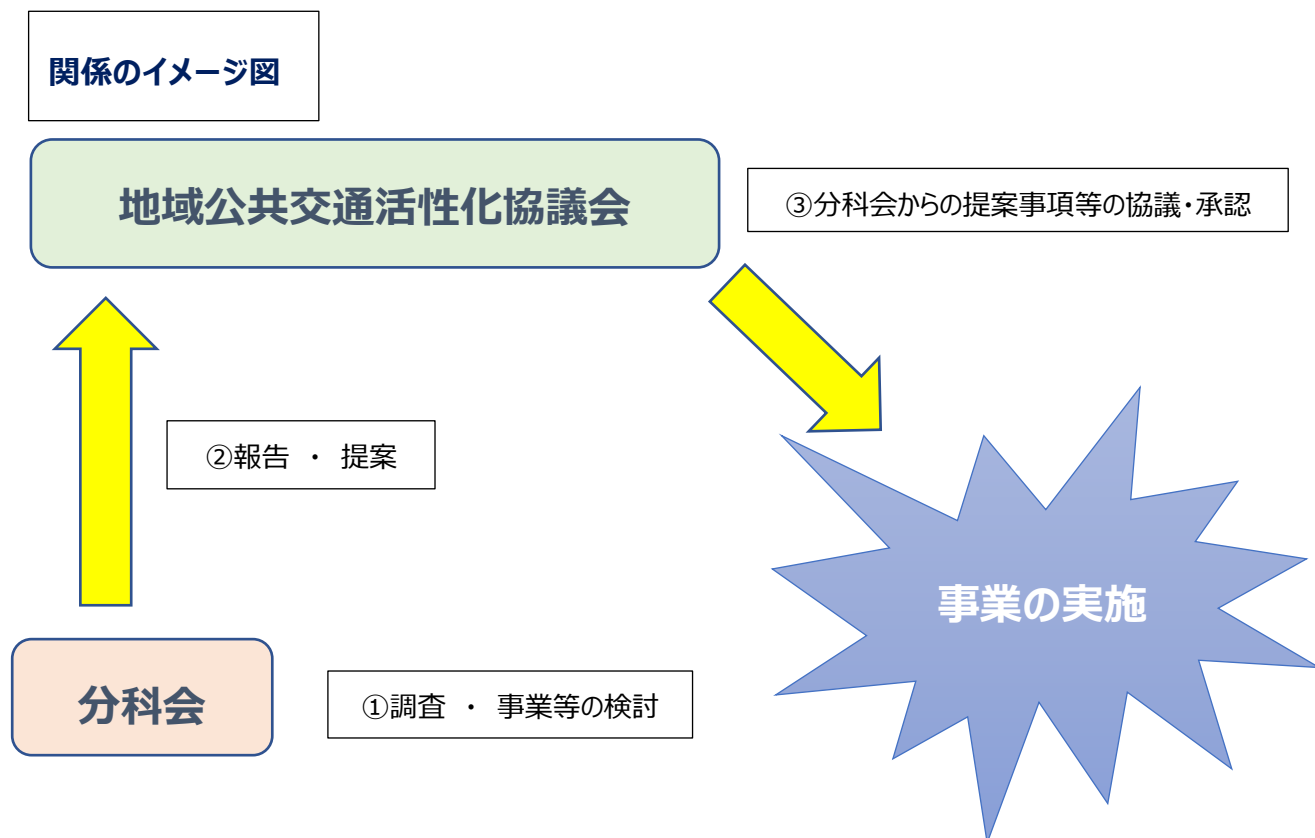 関係のイメージ図
地域公共交通活性化協議会
③分科会からの提案事項等の協議・承認
②報告 ・ 提案
事業の実施
分科会
①調査 ・ 事業等の検討